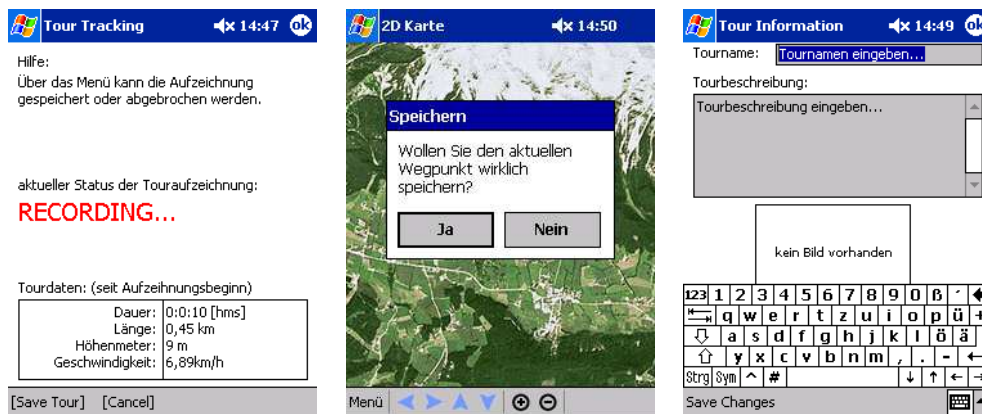 Tour Tracking 14:47 ok
Hilfe:
Über das Menü kann die Aufzeichnung
gespeichert oder abgebrochen werden.
aktueller Status der Touraufzeichnung:
RECORDING...
Tourdaten: (seit Aufzeihnungsbeginn)
Dauer: 0:0:10 [hms]
Länge: 0,45 km
Höhenmeter: 9 m
Geschwindigkeit: 6,89km/h
[Save Tour] [Cancel]
2D Karte 14:50
Speichern
Wollen Sie den aktuellen
Wegpunkt wirklich
speichern?
Ja Nein
Menü
Tour Information 14:49 ok
Tourname: Tournamen eingeben...
Tourbeschreibung:
Tourbeschreibung eingeben...
kein Bild vorhanden
123 1 2 3 4 5 6 7 8 9 0 ß ´
q w e r t z u i o p ü +
a s d f g h j k l ö ä
y x c v b n m , . -
Strg Sym ^ # ↓ ↑ ← →
Save Changes